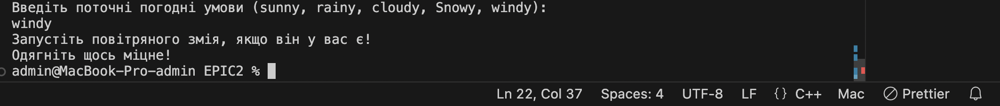 Введіть поточні погодні умови (sunny, rainy, cloudy, Snowy, windy):
windy
Запустіть повітряного змія, якщо він у вас є!
Одягніть щось міцне!
admin@MacBook-Pro-admin EPIC2 %
Ln 22, Col 37 Spaces: 4 UTF-8 LF {} C++ Mac Prettier